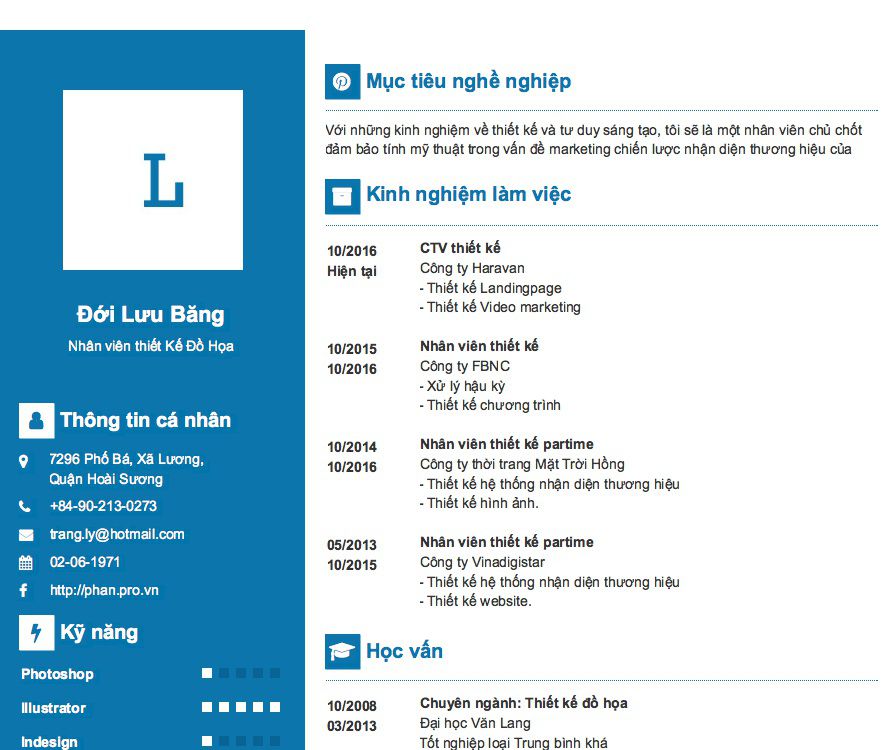 L
Đới Lưu Băng
Nhân viên thiết Kế Đồ Họa
Thông tin cá nhân
7296 Phố Bá, Xã Lương,
Quận Hoài Sương
+84-90-213-0273
trang.ly@hotmail.com
02-06-1971
http://phan.pro.vn
Kỹ năng
Photoshop
Illustrator
Indesign
Mục tiêu nghề nghiệp
Với những kinh nghiệm về thiết kế và tư duy sáng tạo, tôi sẽ là một nhân viên chủ chốt
đảm bảo tính mỹ thuật trong vấn đề marketing chiến lược nhận diện thương hiệu của
Kinh nghiệm làm việc
10/2016
Hiện tại
CTV thiết kế
Công ty Haravan
- Thiết kế Landingpage
- Thiết kế Video marketing
10/2015
10/2016
Nhân viên thiết kế
Công ty FBNC
- Xử lý hậu kỳ
- Thiết kế chương trình
10/2014
10/2016
Nhân viên thiết kế partime
Công ty thời trang Mặt Trời Hồng
- Thiết kế hệ thống nhận diện thương hiệu
- Thiết kế hình ảnh.
05/2013
10/2015
Nhân viên thiết kế partime
Công ty Vinadigistar
- Thiết kế hệ thống nhận diện thương hiệu
- Thiết kế website.
Học vấn
10/2008
03/2013
Chuyên ngành: Thiết kế đồ họa
Đại học Văn Lang
Tốt nghiệp loại Trung bình khá